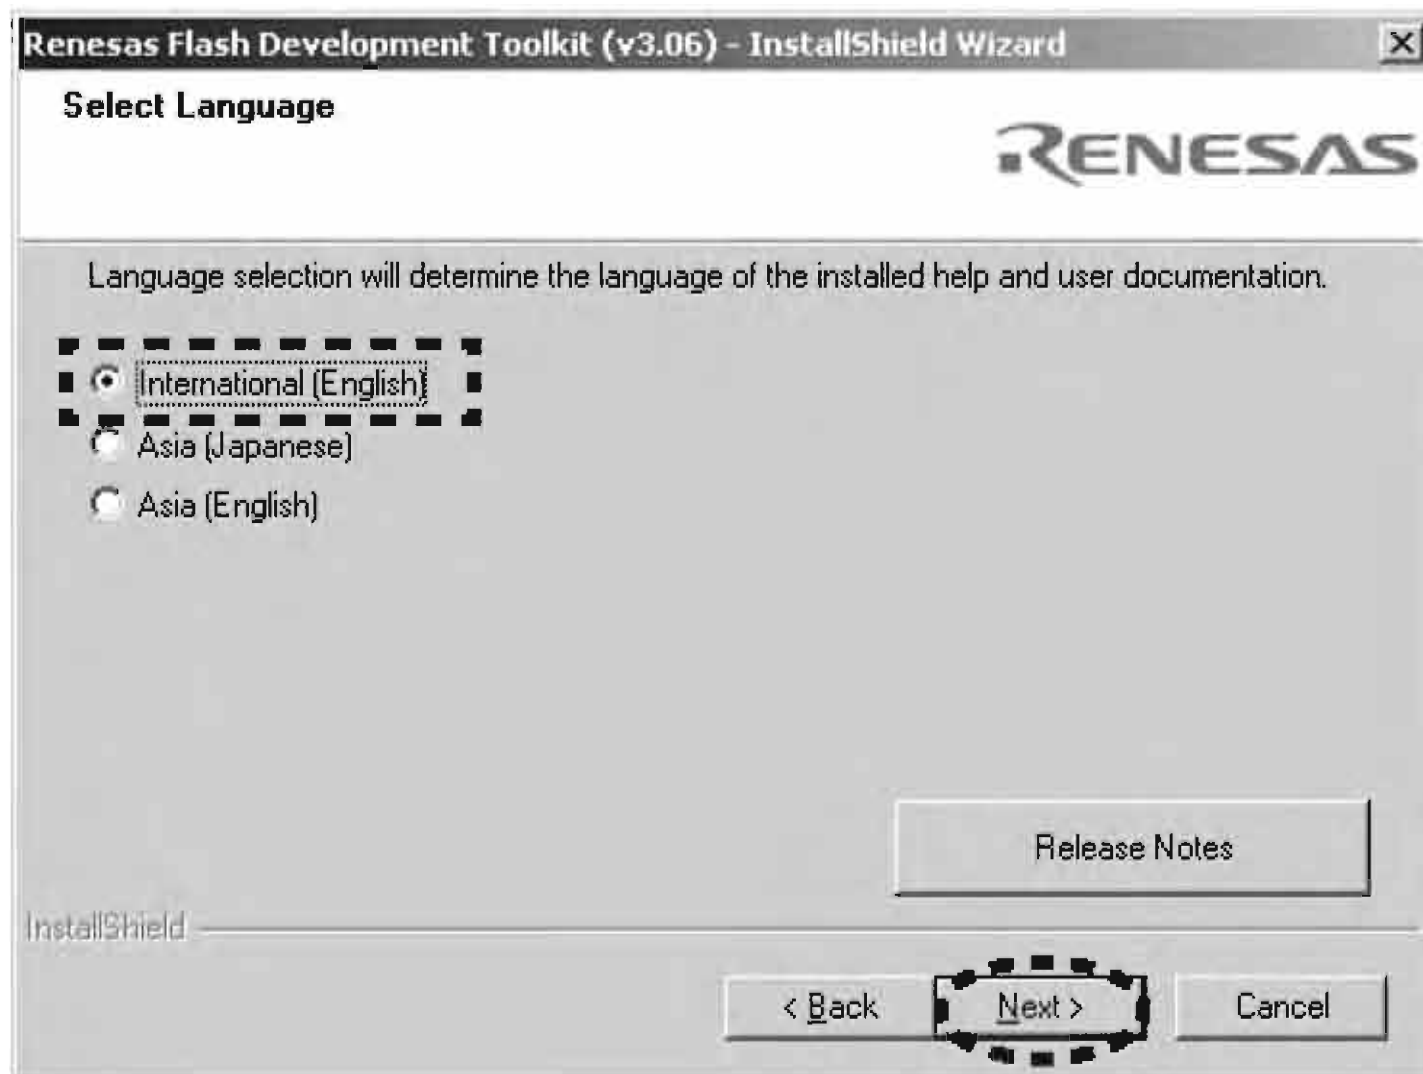 Renesas Flash Development Toolkit (v3.06) - InstallShield Wizard
Select Language
RENESAS
Language selection will determine the language of the installed help and user documentation.
International (English)
Asia (Japanese)
Asia (English)
Release Notes
InstallShield
< Back Next > Cancel